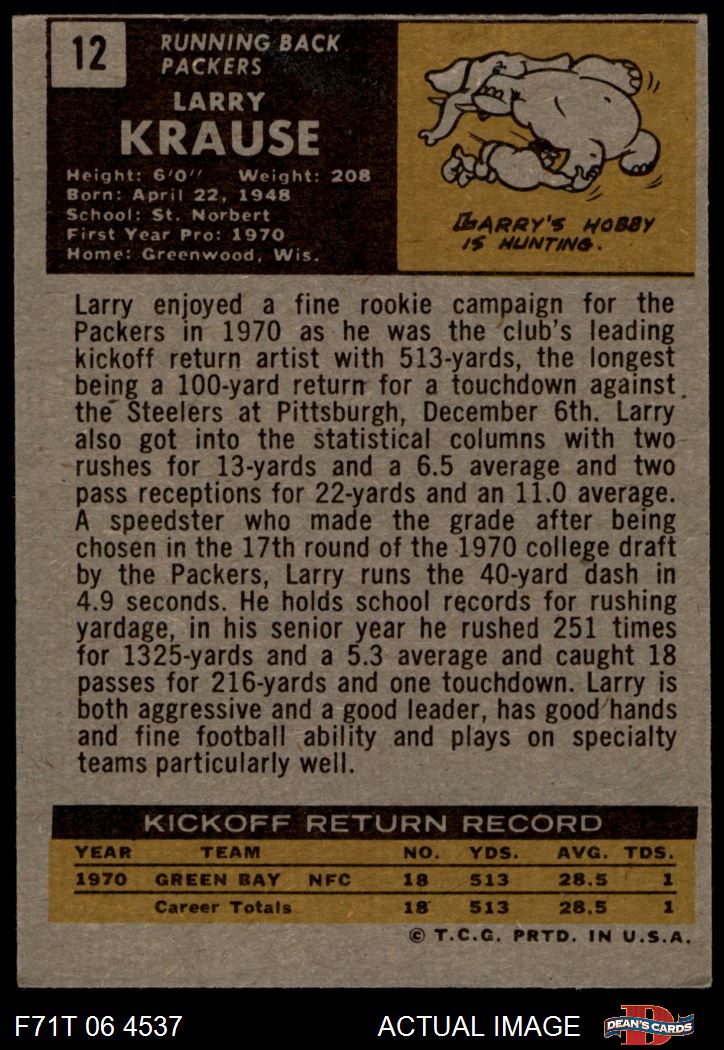 12
RUNNING BACK
PACKERS
LARRY
KRAUSE
Height: 6'0" Weight: 208
Born: April 22, 1948
School: St. Norbert
First Year Pro: 1970
Home: Greenwood, Wis.
LARRY'S HOBBY
IS HUNTING.
Larry enjoyed a fine rookie campaign for the
Packers in 1970 as he was the club's leading
kickoff return artist with 513-yards, the longest
being a 100-yard return for a touchdown against
the Steelers at Pittsburgh, December 6th. Larry
also got into the statistical columns with two
rushes for 13-yards and a 6.5 average and two
pass receptions for 22-yards and an 11.0 average.
A speedster who made the grade after being
chosen in the 17th round of the 1970 college draft
by the Packers, Larry runs the 40-yard dash in
4.9 seconds. He holds school records for rushing
yardage, in his senior year he rushed 251 times
for 1325-yards and a 5.3 average and caught 18
passes for 216-yards and one touchdown. Larry is
both aggressive and a good leader, has good hands
and fine football ability and plays on specialty
teams particularly well.
KICKOFF RETURN RECORD
YEAR TEAM NO. YDS. AVG. TDS.
1970 GREEN BAY NFC 18 513 28.5 1
Career Totals 18 513 28.5 1
© T.C.G. PRTD. IN U.S.A.
F71T 06 4537 ACTUAL IMAGE D DEAN'S CARDS